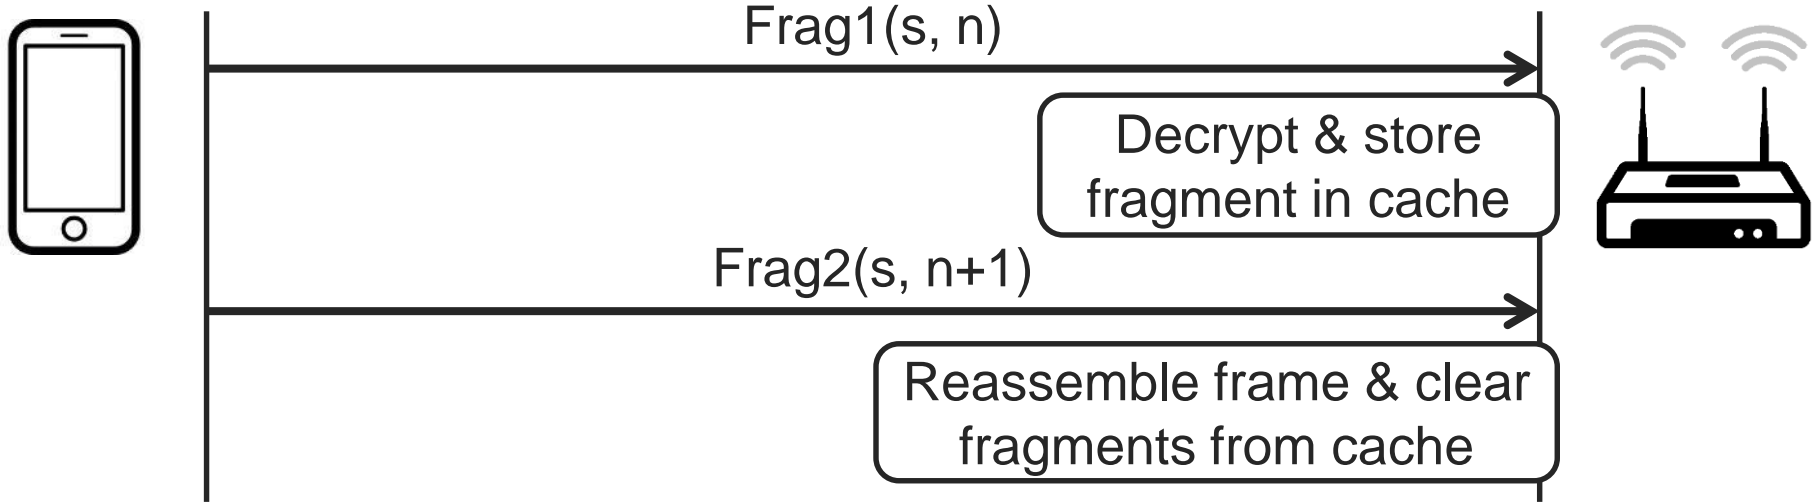 Frag1(s, n)
Decrypt & store
fragment in cache
Frag2(s, n+1)
Reassemble frame & clear
fragments from cache